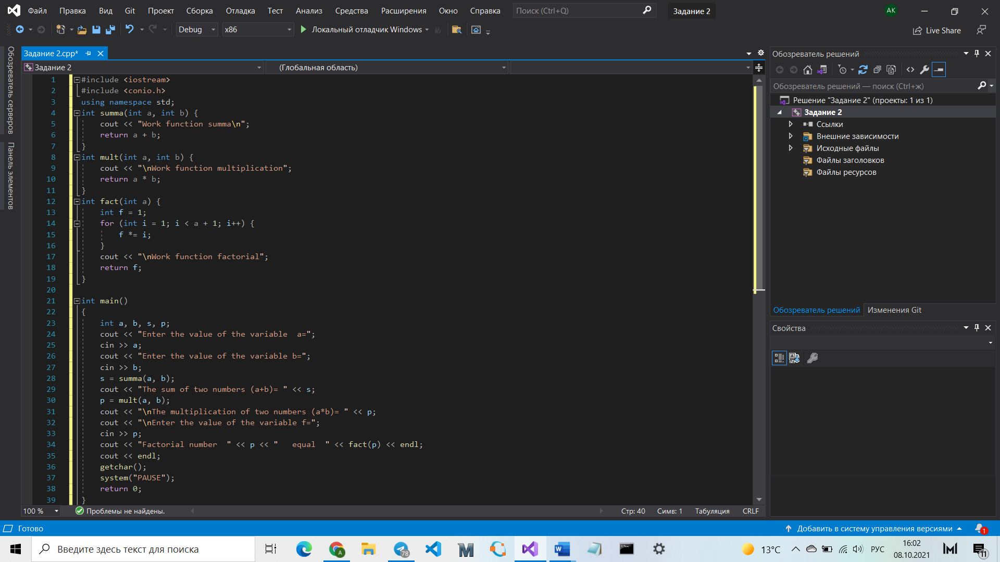 Файл Правка Вид Git Проект Сборка Отладка Тест Анализ Средства Расширения Окно Справка Поиск (Ctrl+Q) Задание 2 AK
Debug x86 Локальный отладчик Windows Live Share
Обозреватель серверов
Панель элементов
Задание 2.cpp*
Задание 2 (Глобальная область)
1 #include <iostream>
2 #include <conio.h>
3 using namespace std;
4 int summa(int a, int b) {
5 cout << "Work function summa\n";
6 return a + b;
7 }
8 int mult(int a, int b) {
9 cout << "\nWork function multiplication";
10 return a * b;
11 }
12 int fact(int a) {
13 int f = 1;
14 for (int i = 1; i < a + 1; i++) {
15 f *= i;
16 }
17 cout << "\nWork function factorial";
18 return f;
19 }
20
21 int main()
22 {
23 int a, b, s, p;
24 cout << "Enter the value of the variable  a=";
25 cin >> a;
26 cout << "Enter the value of the variable b=";
27 cin >> b;
28 s = summa(a, b);
29 cout << "The sum of two numbers (a+b)= " << s;
30 p = mult(a, b);
31 cout << "\nThe multiplication of two numbers (a*b)= " << p;
32 cout << "\nEnter the value of the variable f=";
33 cin >> p;
34 cout << "Factorial number  " << p << "   equal  " << fact(p) << endl;
35 cout << endl;
36 getchar();
37 system("PAUSE");
38 return 0;
39 }
100 % Проблемы не найдены. Стр: 40 Симв: 1 Табуляция CRLF
Обозреватель решений
Обозреватель решений — поиск (Ctrl+ж)
Решение "Задание 2" (проекты: 1 из 1)
Задание 2
Ссылки
Внешние зависимости
Исходные файлы
Файлы заголовков
Файлы ресурсов
Обозреватель решений Изменения Git
Свойства
Готово Добавить в систему управления версиями 1
Введите здесь текст для поиска A 78 13°C РУС 16:02 11
08.10.2021